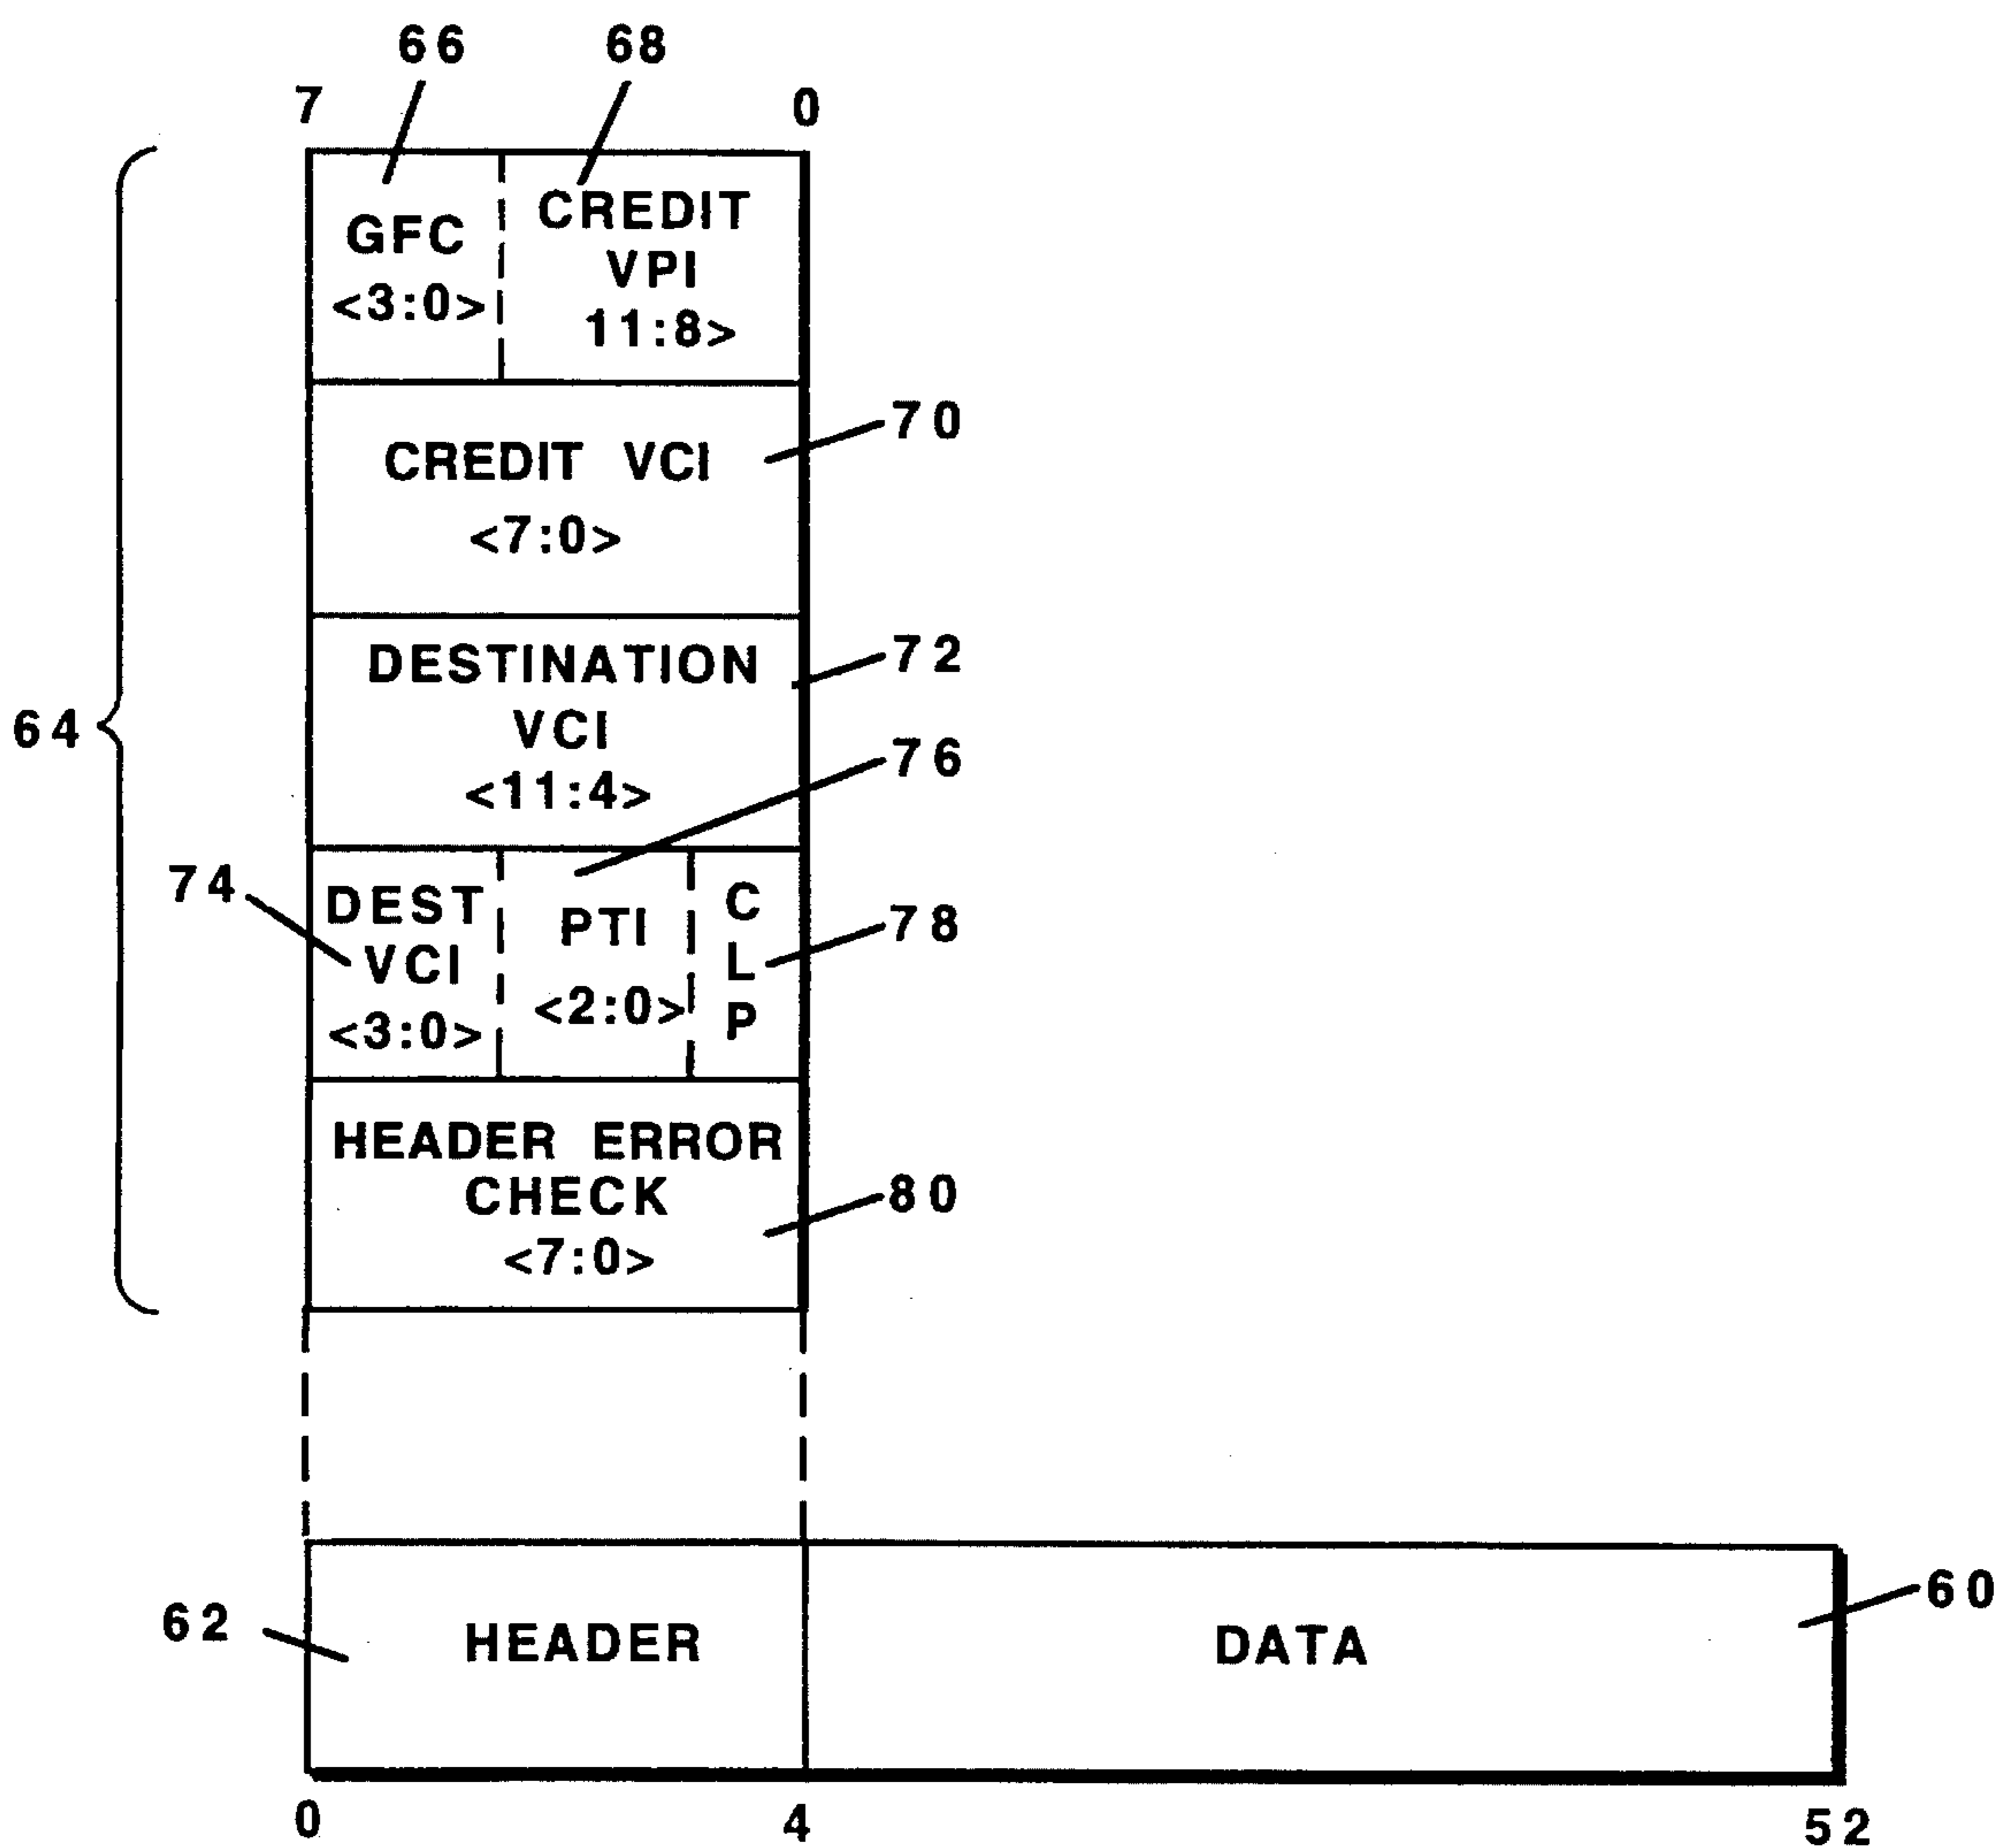 66 68
7 0
GFC
<3:0>
CREDIT
VPI
11:8>
70
CREDIT VCI
<7:0>
72
DESTINATION
VCI
<11:4>
64
76
74
DEST
VCI
<3:0>
PTI
<2:0>
C
L
P
78
HEADER ERROR
CHECK
<7:0>
80
62
HEADER
DATA
60
0 4 52